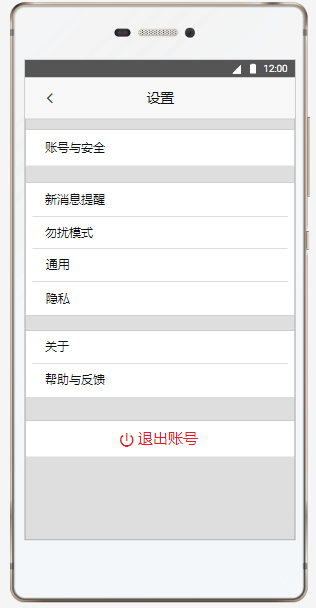 12:00
设置
账号与安全
新消息提醒
勿扰模式
通用
隐私
关于
帮助与反馈
退出账号